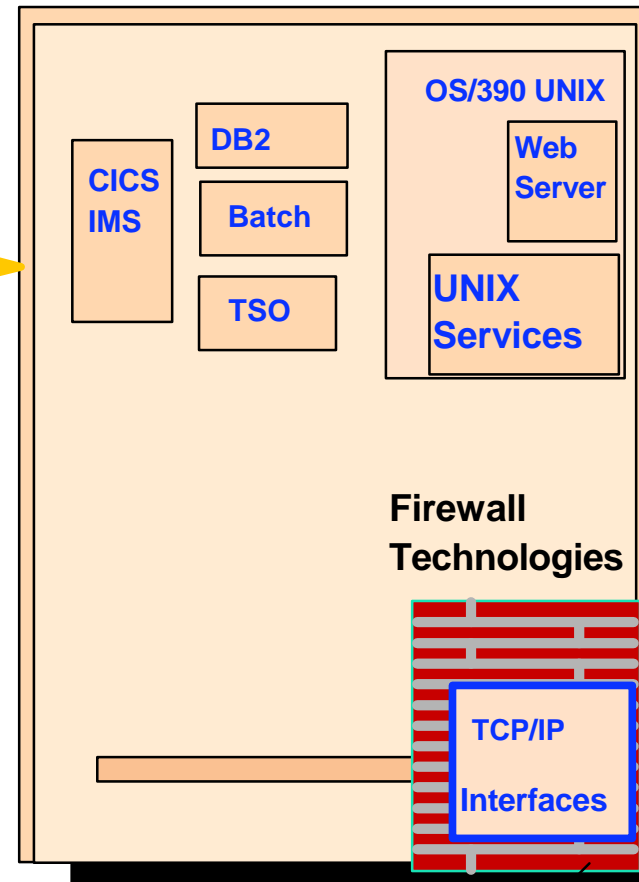 OS/390 UNIX
DB2
Web
Server
CICS
IMS
Batch
TSO
UNIX
Services
Firewall
Technologies
TCP/IP
Interfaces